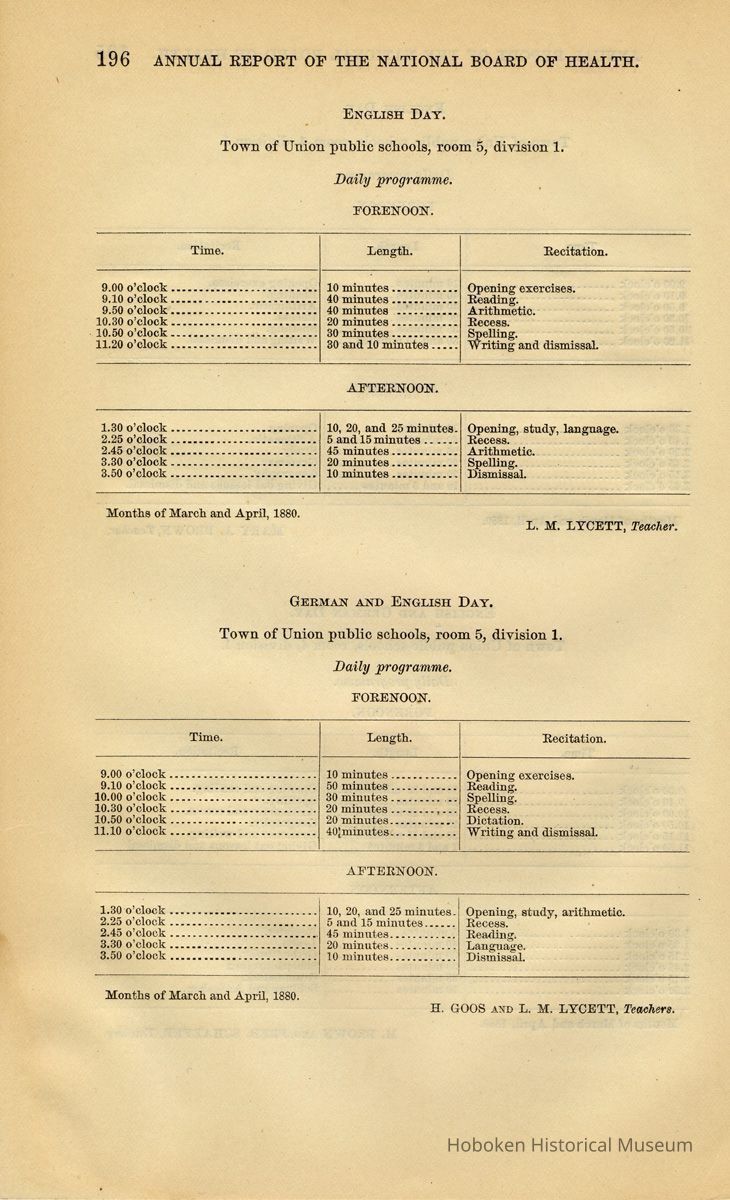 196 ANNUAL REPORT OF THE NATIONAL BOARD OF HEALTH.
ENGLISH DAY.
Town of Union public schools, room 5, division 1.
Daily programme.
FORENOON.
Time. Length. Recitation.
9.00 o'clock 10 minutes Opening exercises.
9.10 o'clock 40 minutes Reading.
9.50 o'clock 40 minutes Arithmetic.
10.30 o'clock 20 minutes Recess.
10.50 o'clock 30 minutes Spelling.
11.20 o'clock 30 and 10 minutes Writing and dismissal.
AFTERNOON.
1.30 o'clock 10, 20, and 25 minutes. Opening, study, language.
2.25 o'clock 5 and 15 minutes Recess.
2.45 o'clock 45 minutes Arithmetic.
3.30 o'clock 20 minutes Spelling.
3.50 o'clock 10 minutes Dismissal.
Months of March and April, 1880.
L. M. LYCETT, Teacher.
GERMAN AND ENGLISH DAY.
Town of Union public schools, room 5, division 1.
Daily programme.
FORENOON.
Time. Length. Recitation.
9.00 o'clock 10 minutes Opening exercises.
9.10 o'clock 50 minutes Reading.
10.00 o'clock 30 minutes Spelling.
10.30 o'clock 20 minutes Recess.
10.50 o'clock 20 minutes Dictation.
11.10 o'clock 40 minutes Writing and dismissal.
AFTERNOON.
1.30 o'clock 10, 20, and 25 minutes. Opening, study, arithmetic.
2.25 o'clock 5 and 15 minutes Recess.
2.45 o'clock 45 minutes Reading.
3.30 o'clock 20 minutes Language.
3.50 o'clock 10 minutes Dismissal.
Months of March and April, 1880.
H. GOOS AND L. M. LYCETT, Teachers.
Hoboken Historical Museum